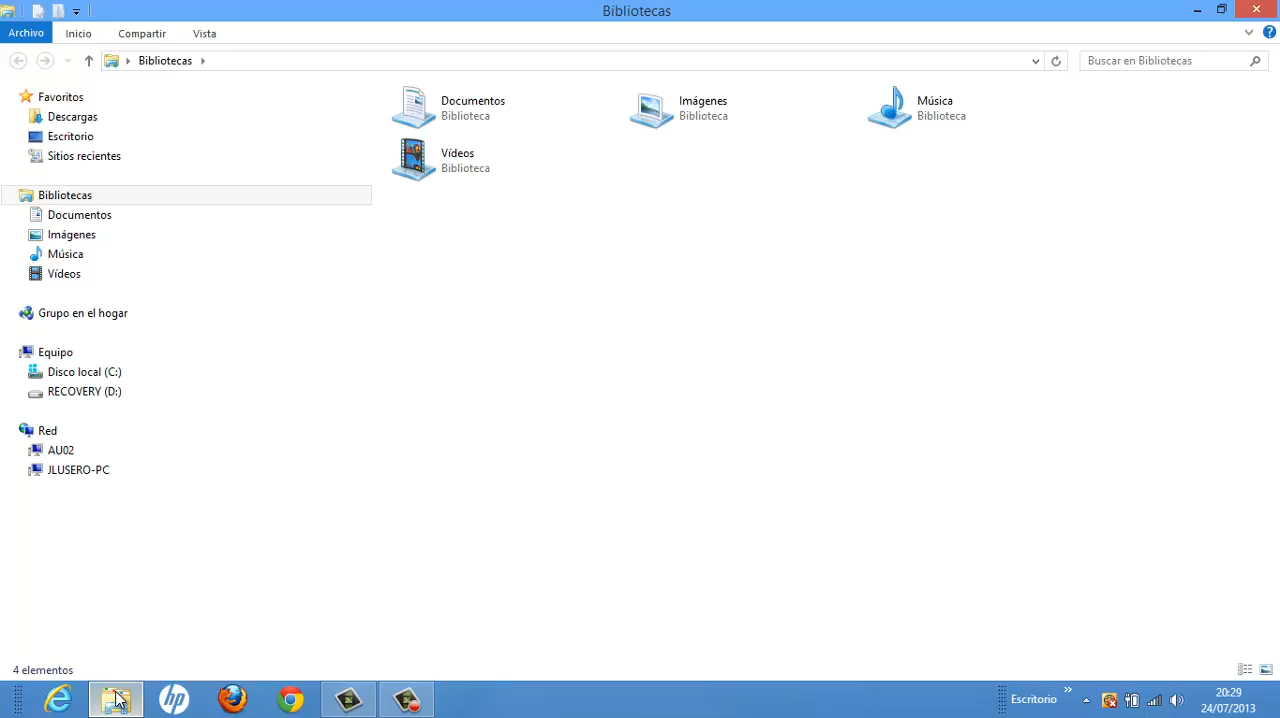 Bibliotecas
Archivo
Inicio
Compartir
Vista
Bibliotecas
Buscar en Bibliotecas
Favoritos
Descargas
Escritorio
Sitios recientes
Bibliotecas
Documentos
Imágenes
Música
Vídeos
Grupo en el hogar
Equipo
Disco local (C:)
RECOVERY (D:)
Red
AU02
JLUSERO-PC
Documentos
Biblioteca
Imágenes
Biblioteca
Música
Biblioteca
Vídeos
Biblioteca
4 elementos
hp
Escritorio
20:29
24/07/2013